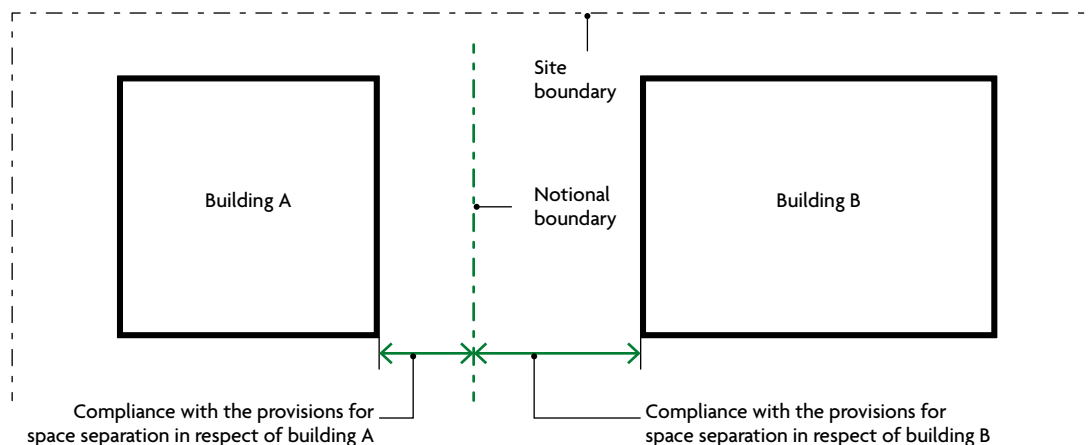 Site
boundary
Building A
Notional
boundary
Building B
Compliance with the provisions for
space separation in respect of building A
Compliance with the provisions for
space separation in respect of building B